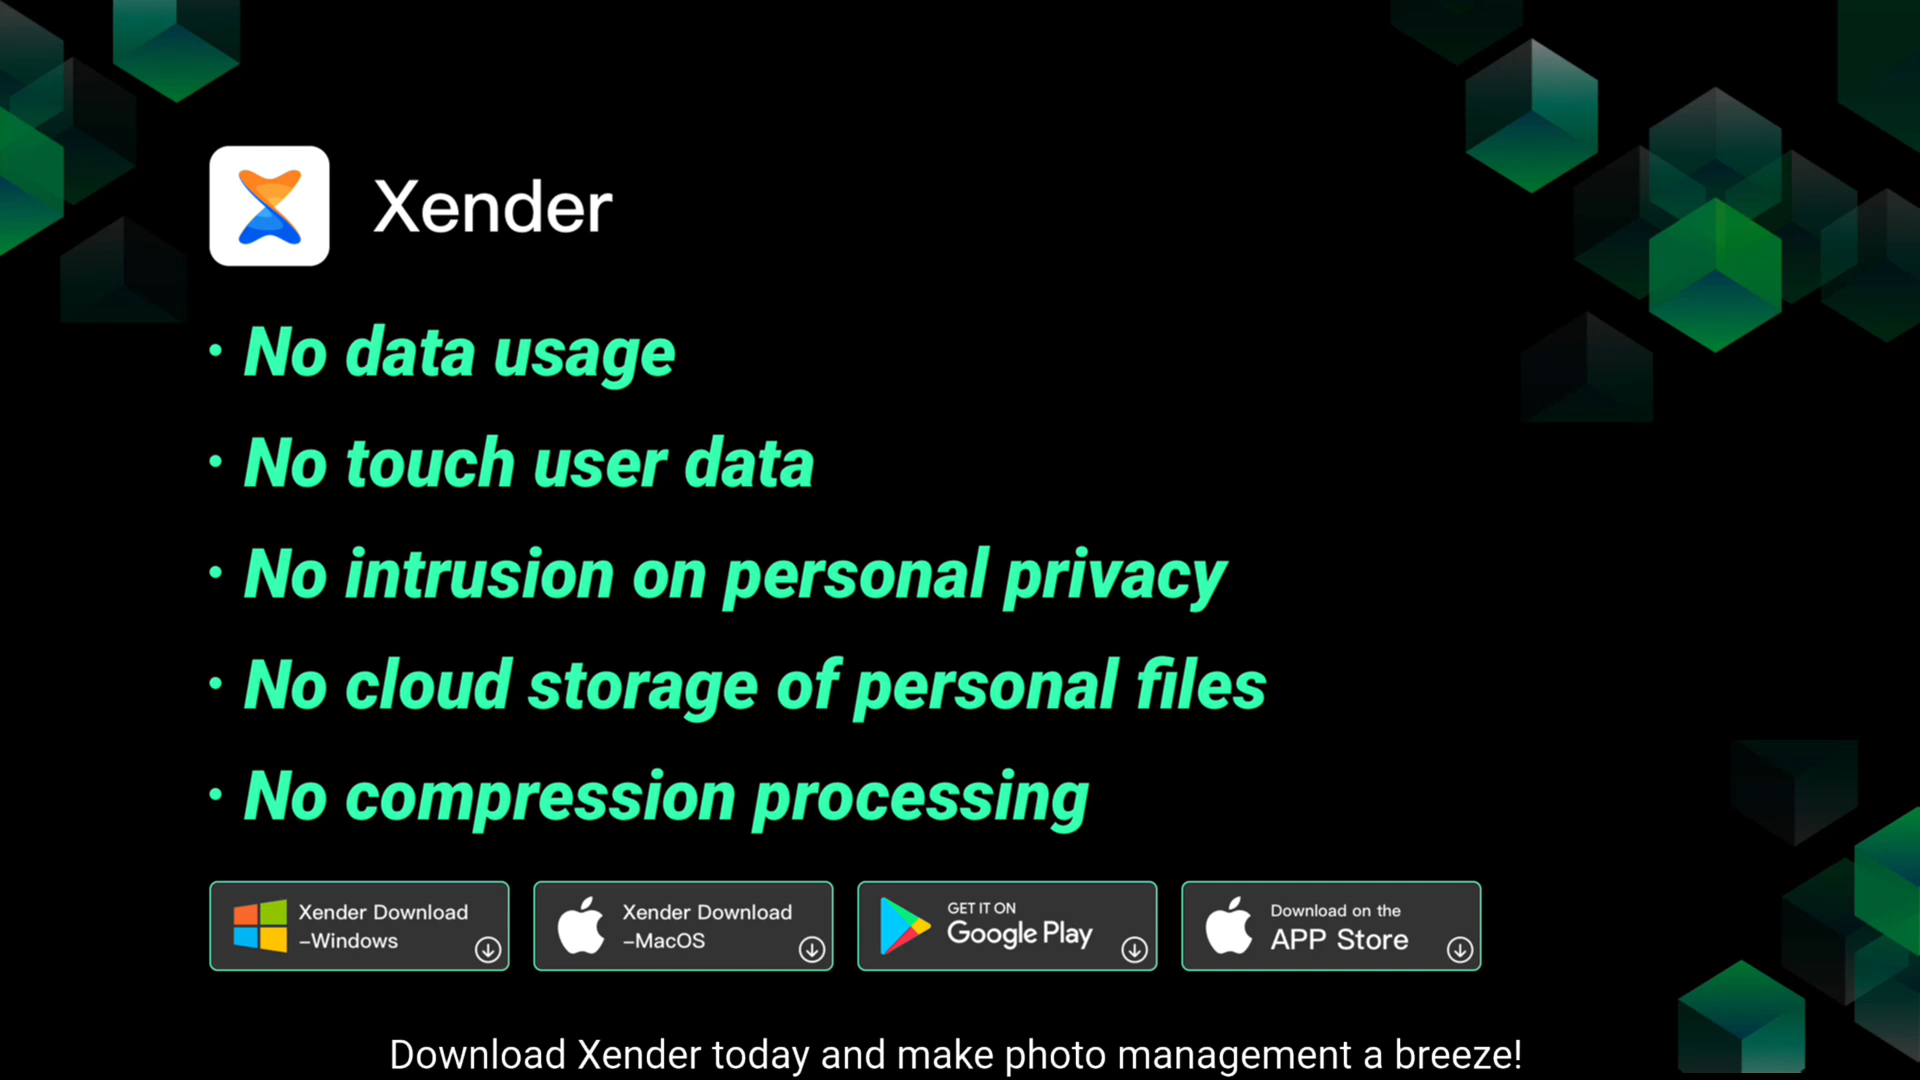 Xender
· No data usage
· No touch user data
· No intrusion on personal privacy
· No cloud storage of personal files
· No compression processing
Xender Download
–Windows
Xender Download
–MacOS
GET IT ON
Google Play
Download on the
APP Store
Download Xender today and make photo management a breeze!